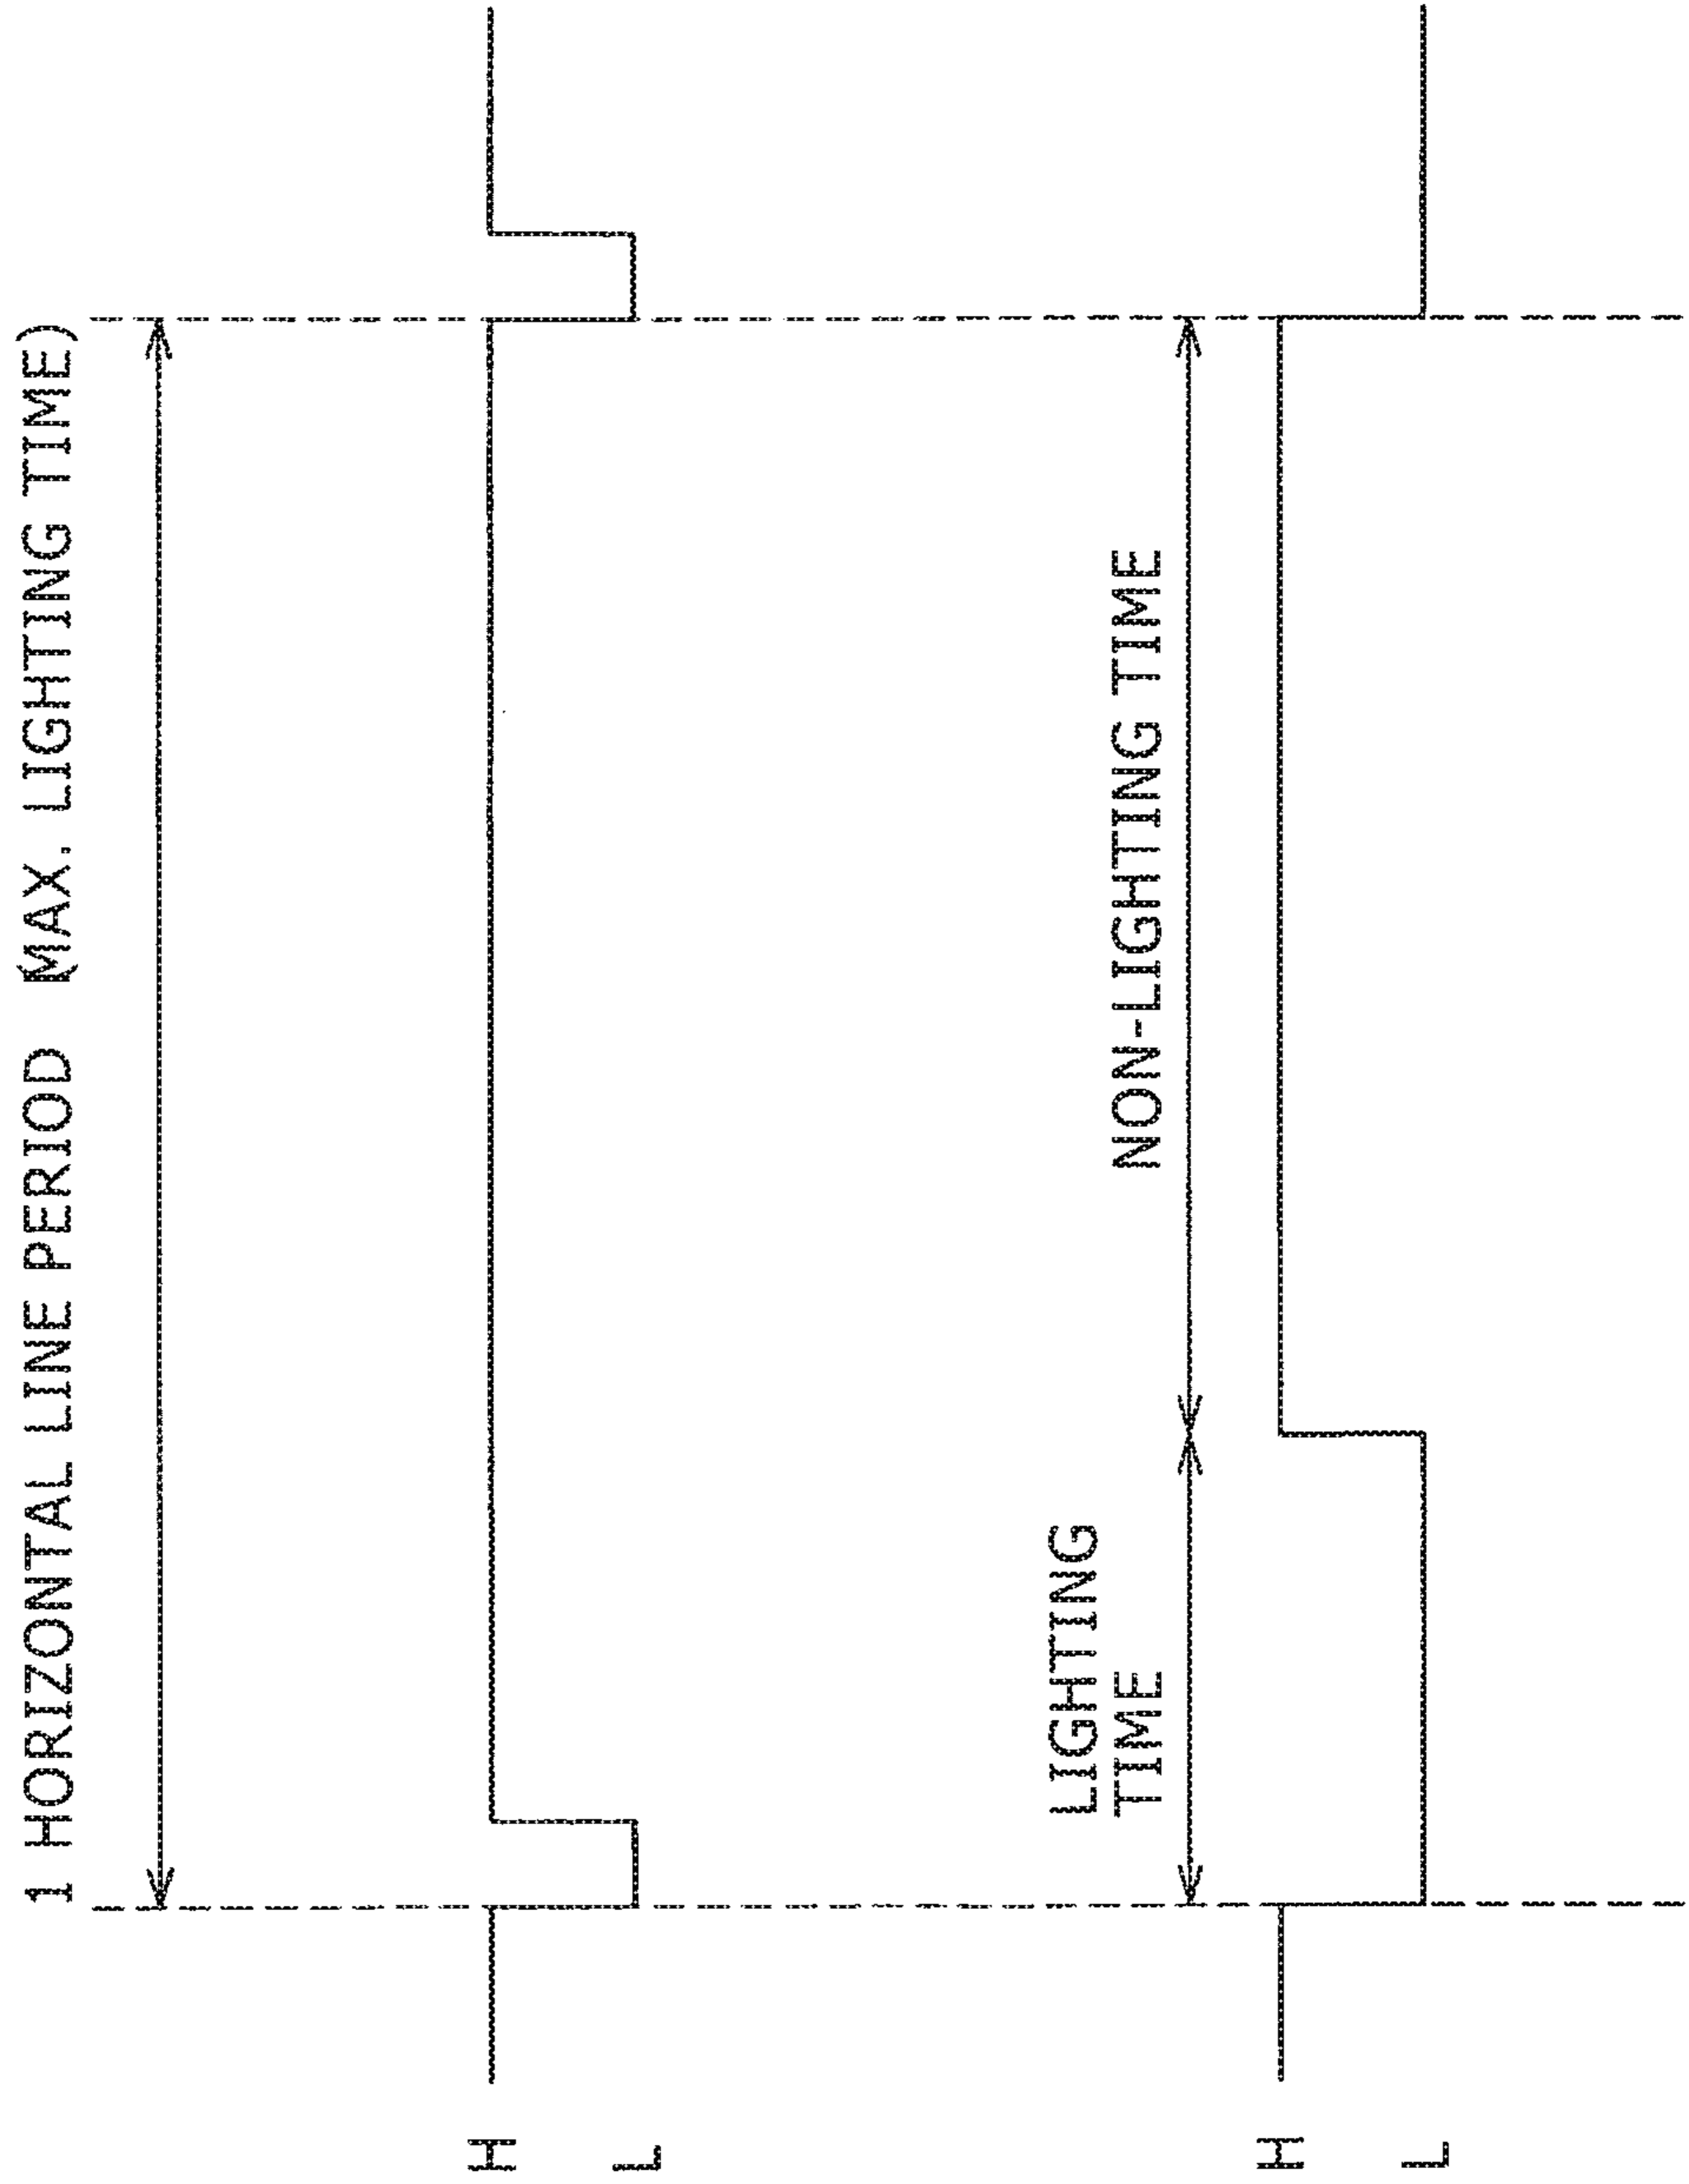 1 HORIZONTAL LINE PERIOD (MAX. LIGHTING TIME)
H
L
LIGHTING
TIME
NON-LIGHTING TIME
H
L